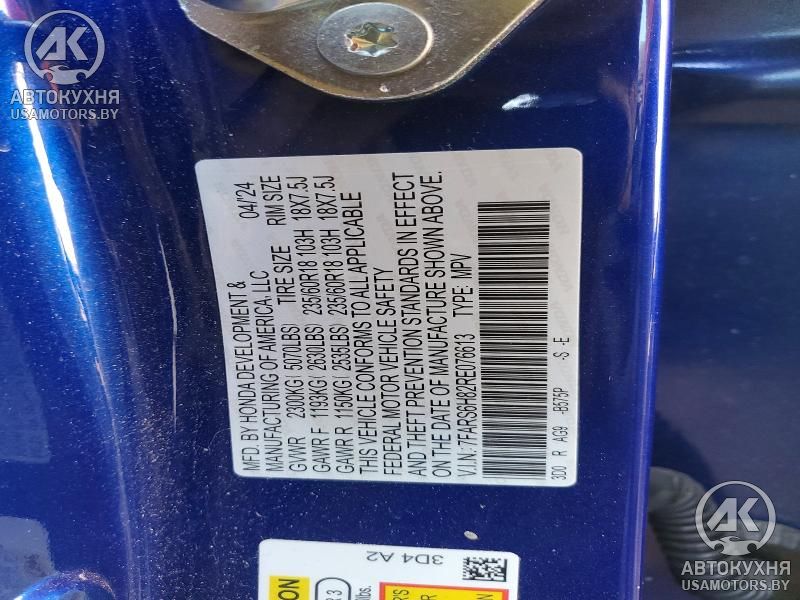 AK
АВТОКУХНЯ
USAMOTORS.BY
MFD. BY HONDA DEVELOPMENT &
MANUFACTURING OF AMERICA, LLC 04/'24
GVWR 2300KG( 5070LBS) TIRE SIZE RIM SIZE
GAWR F 1193KG( 2630LBS) 235/60R18 103H 18X7.5J
GAWR R 1150KG( 2535LBS) 235/60R18 103H 18X7.5J
THIS VEHICLE CONFORMS TO ALL APPLICABLE
FEDERAL MOTOR VEHICLE SAFETY
AND THEFT PREVENTION STANDARDS IN EFFECT
ON THE DATE OF MANUFACTURE SHOWN ABOVE.
V.I.N.: 7FARS6H82RE076613 TYPE: MPV
3D0 R AG9 -B575P -S -E
3D4 A2
AK
АВТОКУХНЯ
USAMOTORS.BY